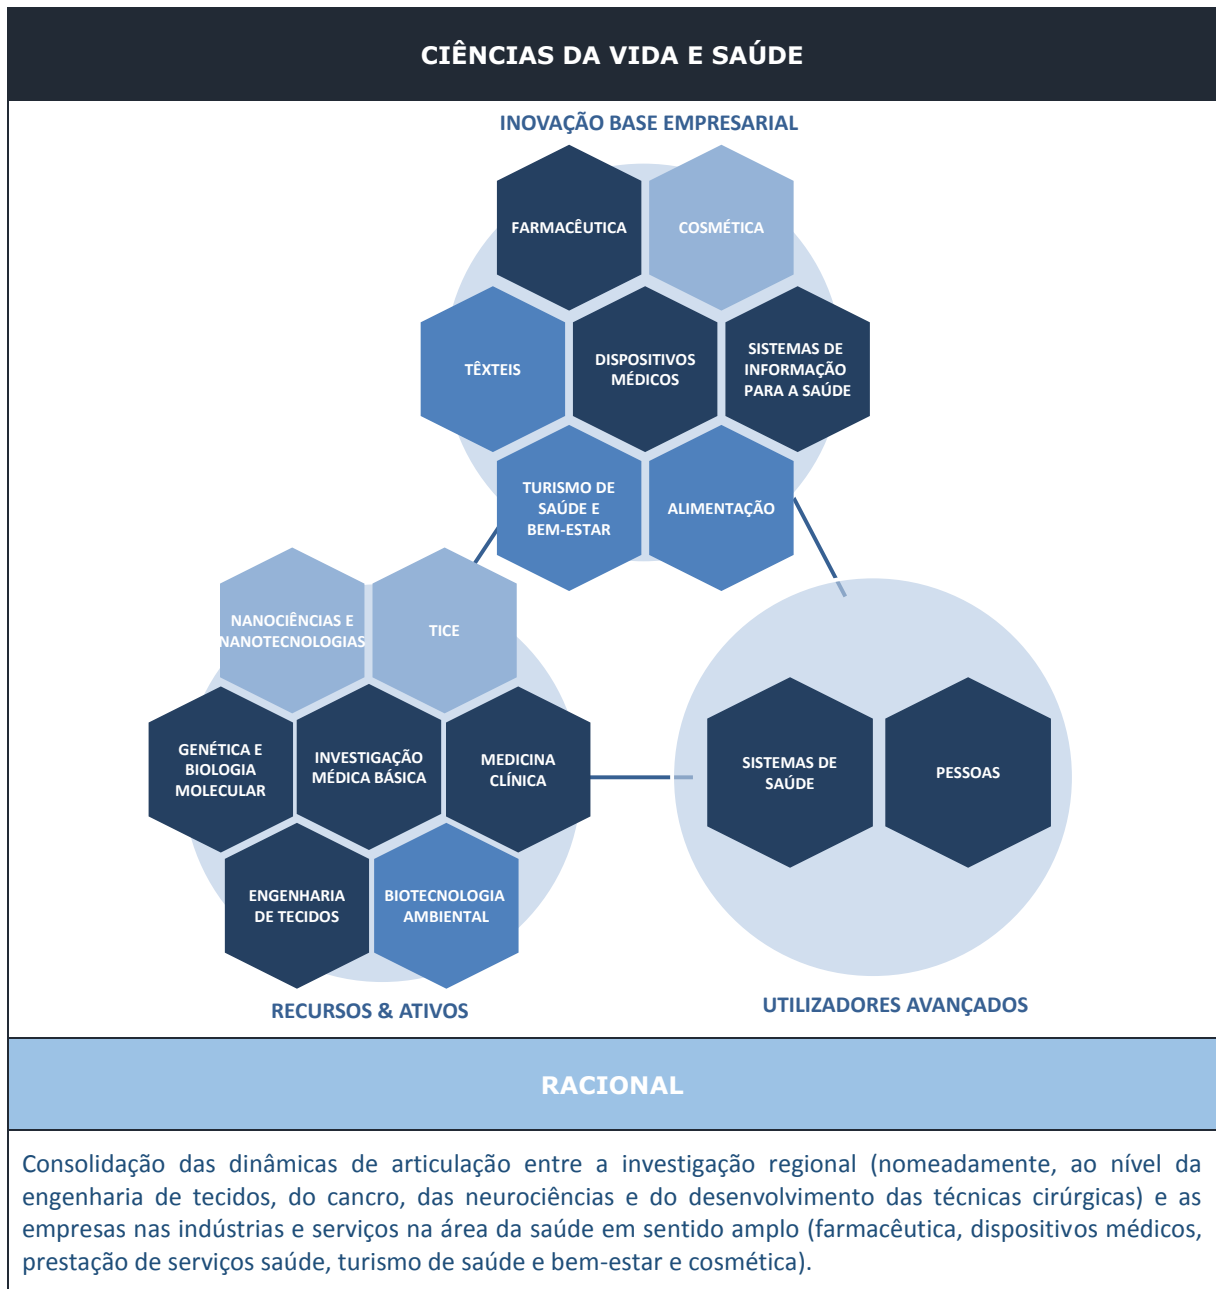 CIÊNCIAS DA VIDA E SAÚDE
INOVAÇÃO BASE EMPRESARIAL
FARMACÊUTICA
COSMÉTICA
TÊXTEIS
DISPOSITIVOS
MÉDICOS
SISTEMAS DE
INFORMAÇÃO
PARA A SAÚDE
TURISMO DE
SAÚDE E
BEM-ESTAR
ALIMENTAÇÃO
NANOCIÊNCIAS E
NANOTECNOLOGIAS
TICE
GENÉTICA E
BIOLOGIA
MOLECULAR
INVESTIGAÇÃO
MÉDICA BÁSICA
MEDICINA
CLÍNICA
ENGENHARIA
DE TECIDOS
BIOTECNOLOGIA
AMBIENTAL
RECURSOS & ATIVOS
SISTEMAS DE
SAÚDE
PESSOAS
UTILIZADORES AVANÇADOS
RACIONAL
Consolidação das dinâmicas de articulação entre a investigação regional (nomeadamente, ao nível da
engenharia de tecidos, do cancro, das neurociências e do desenvolvimento das técnicas cirúrgicas) e as
empresas nas indústrias e serviços na área da saúde em sentido amplo (farmacêutica, dispositivos médicos,
prestação de serviços saúde, turismo de saúde e bem-estar e cosmética).